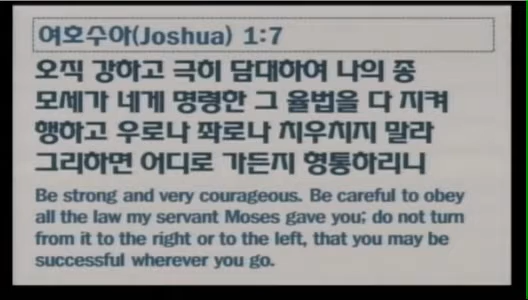 여호수아(Joshua) 1:7
오직 강하고 극히 담대하여 나의 종
모세가 네게 명령한 그 율법을 다 지켜
행하고 우로나 좌로나 치우치지 말라
그리하면 어디로 가든지 형통하리니
Be strong and very courageous. Be careful to obey
all the law my servant Moses gave you; do not turn
from it to the right or to the left, that you may be
successful wherever you go.